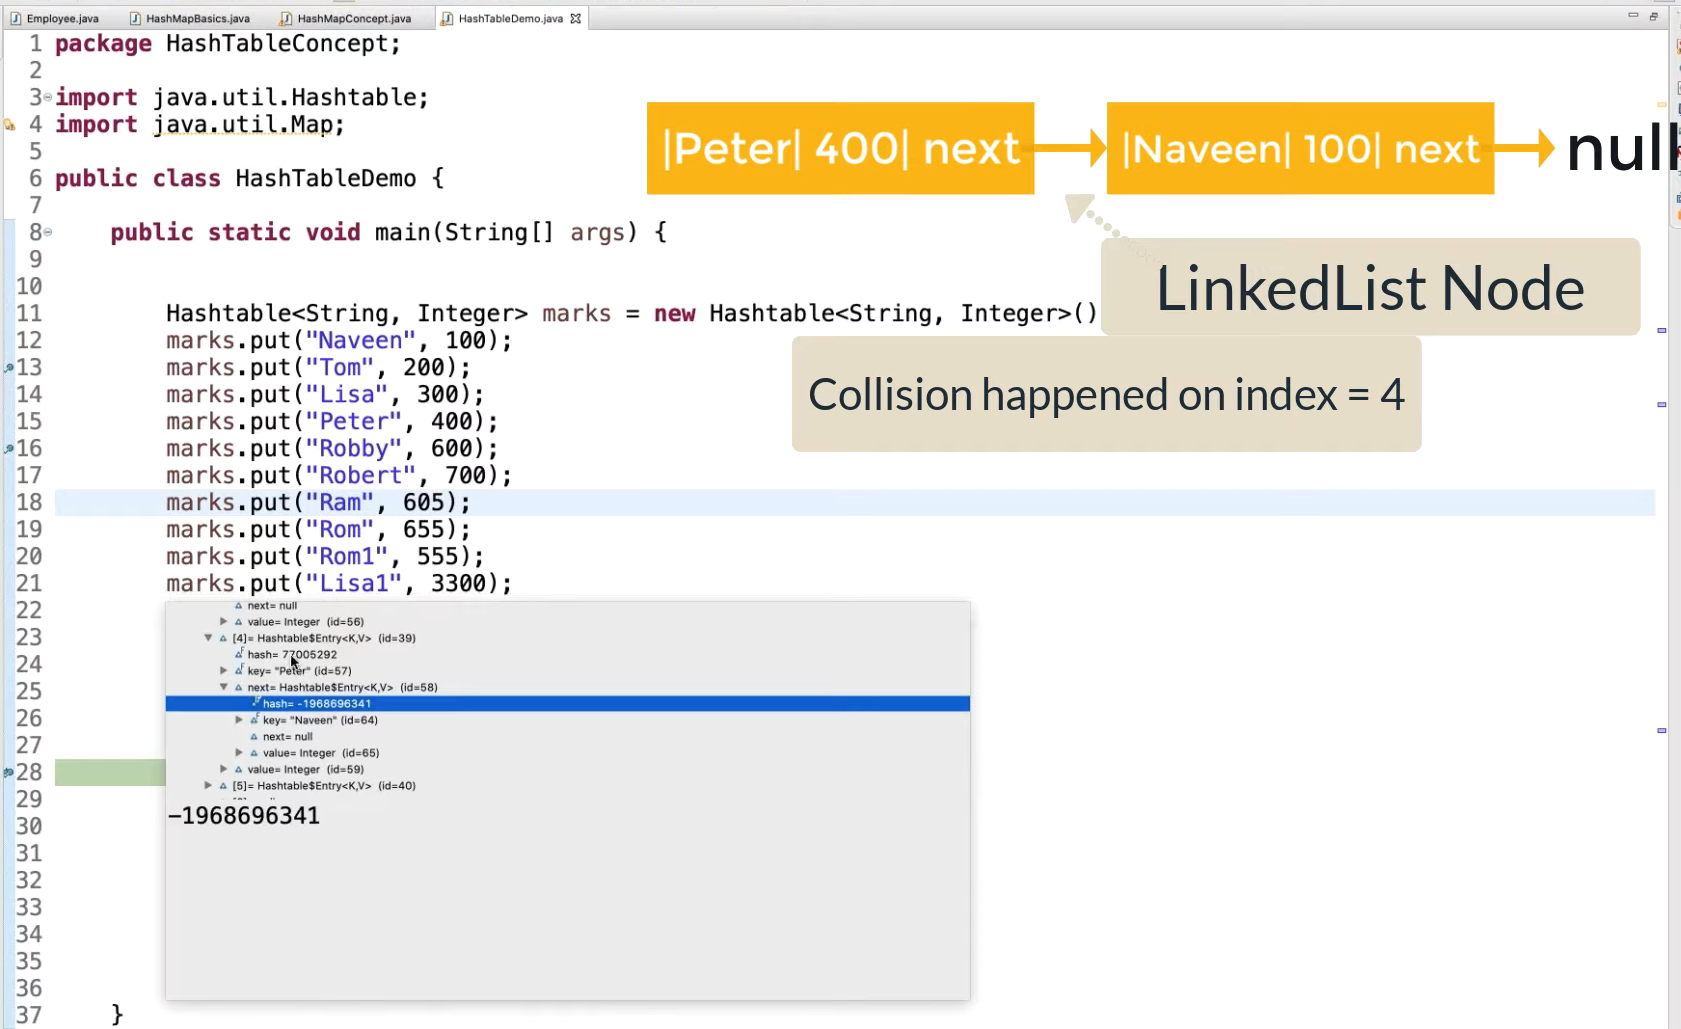 Employee.java
HashMapBasics.java
HashMapConcept.java
HashTableDemo.java
1 package HashTableConcept;
2
3 import java.util.Hashtable;
4 import java.util.Map;
5
6 public class HashTableDemo {
7
8 public static void main(String[] args) {
9
10
11 Hashtable<String, Integer> marks = new Hashtable<String, Integer>()
12 marks.put("Naveen", 100);
13 marks.put("Tom", 200);
14 marks.put("Lisa", 300);
15 marks.put("Peter", 400);
16 marks.put("Robby", 600);
17 marks.put("Robert", 700);
18 marks.put("Ram", 605);
19 marks.put("Rom", 655);
20 marks.put("Rom1", 555);
21 marks.put("Lisa1", 3300);
22
23
24
25
26
27
28
29
30
31
32
33
34
35
36
37 }
|Peter| 400| next
|Naveen| 100| next
null
LinkedList Node
Collision happened on index = 4
next= null
value= Integer (id=56)
[4]= Hashtable$Entry<K,V> (id=39)
hash= 77005292
key= "Peter" (id=57)
next= Hashtable$Entry<K,V> (id=58)
hash= -1968696341
key= "Naveen" (id=64)
next= null
value= Integer (id=65)
value= Integer (id=59)
[5]= Hashtable$Entry<K,V> (id=40)
-1968696341